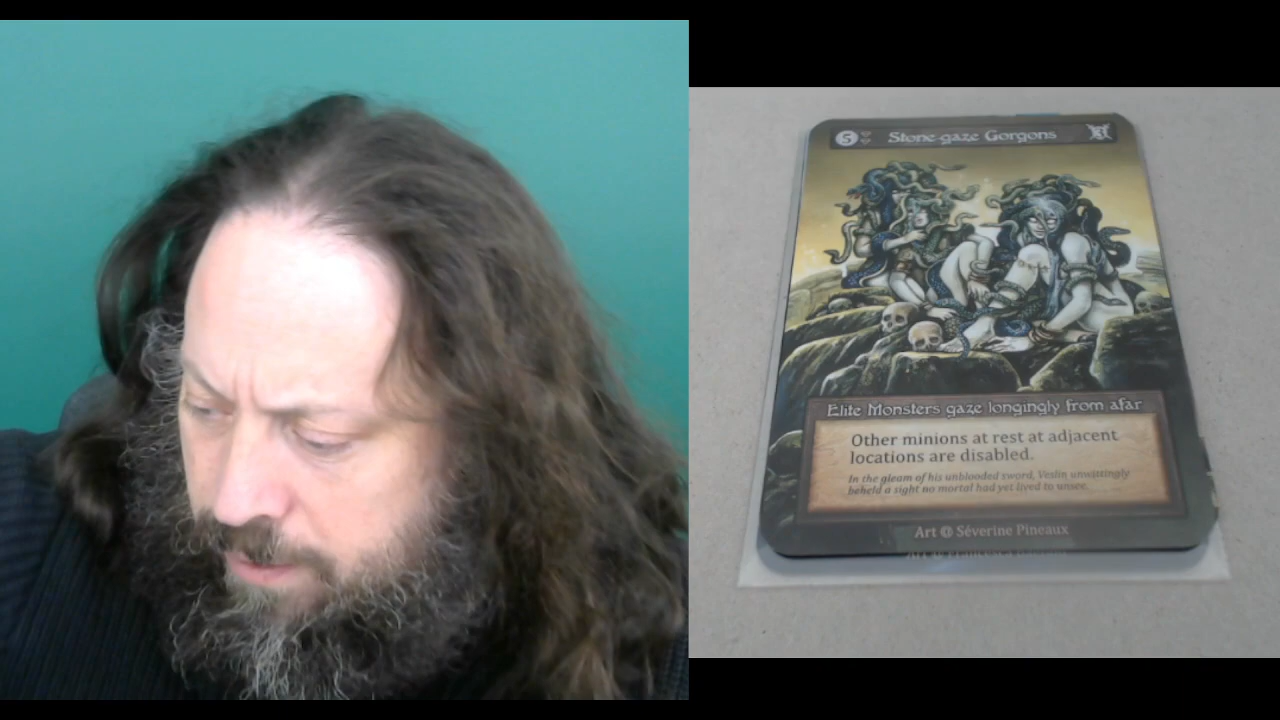 5 Stone-gaze Gorgons 5
Elite Monsters gaze longingly from afar
Other minions at rest at adjacent
locations are disabled.
In the gleam of his unblooded sword, Veslin unwittingly
beheld a sight no mortal had yet lived to unsee.
Art @ Séverine Pineaux